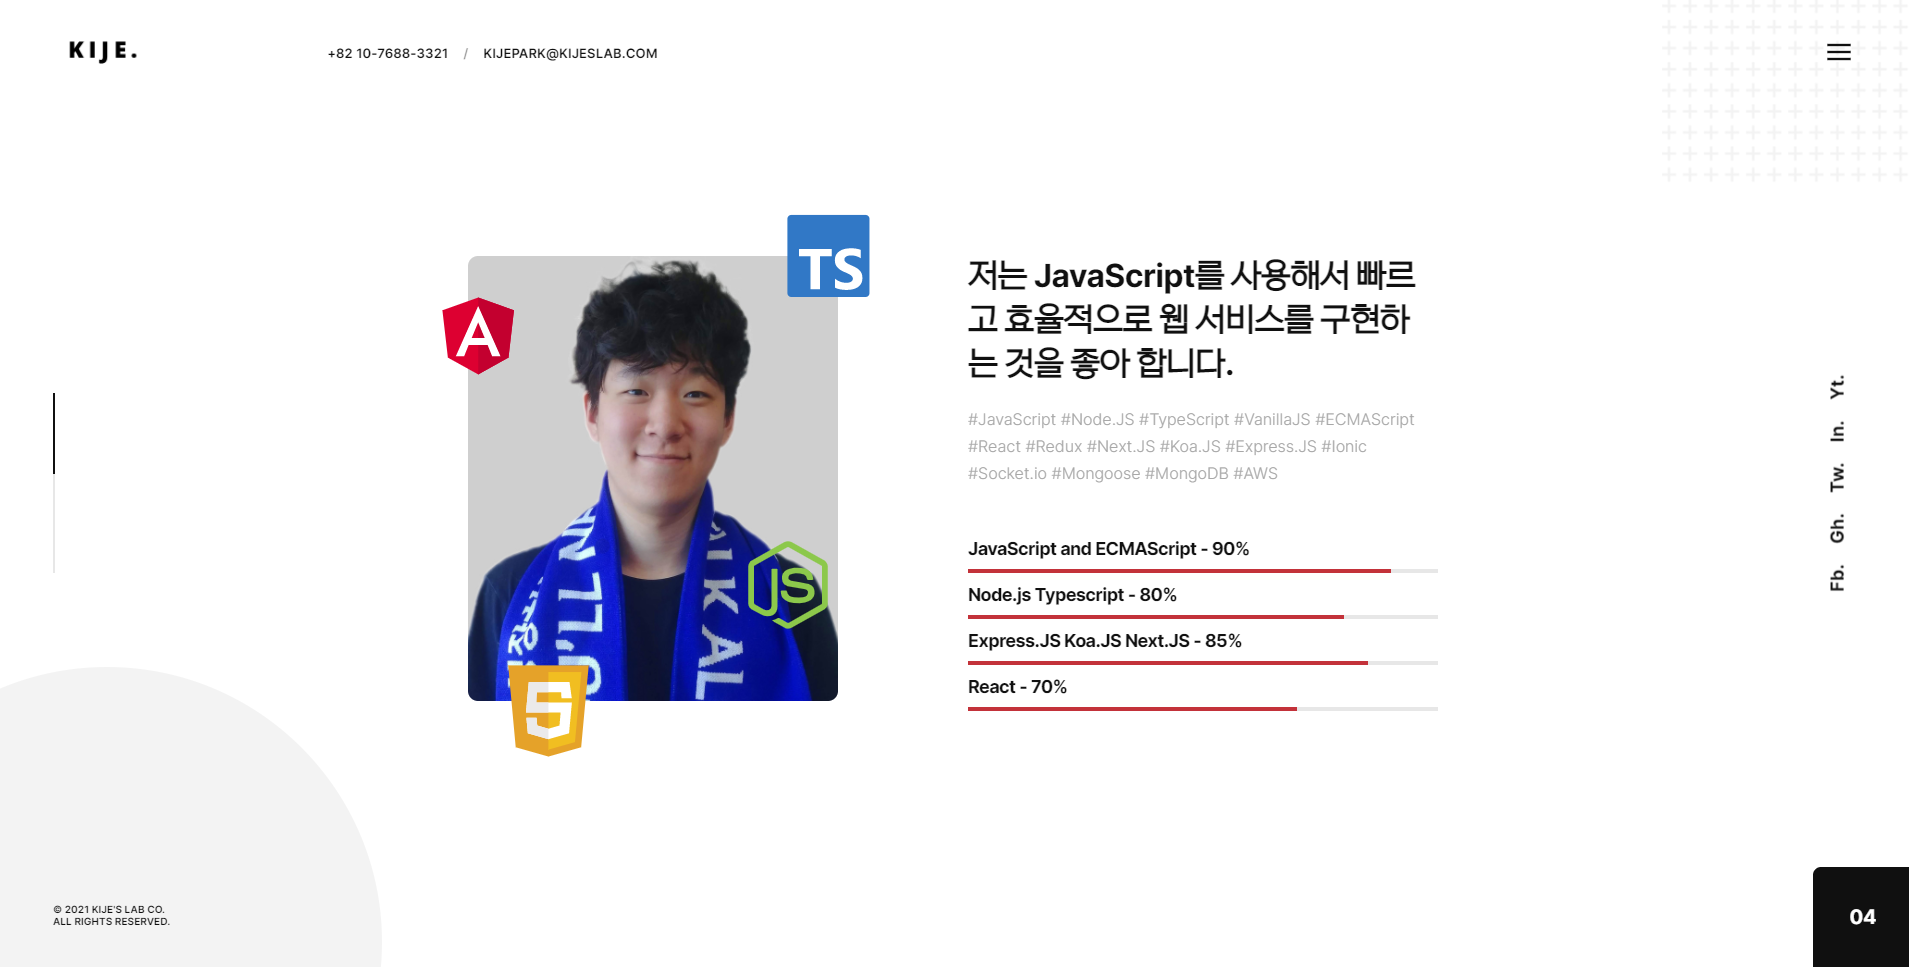 KIJE.
+82 10-7688-3321 / KIJEPARK@KIJESLAB.COM
TS
A
JS
5
저는 JavaScript를 사용해서 빠르
고 효율적으로 웹 서비스를 구현하
는 것을 좋아 합니다.
#JavaScript #Node.JS #TypeScript #VanillaJS #ECMAScript
#React #Redux #Next.JS #Koa.JS #Express.JS #Ionic
#Socket.io #Mongoose #MongoDB #AWS
JavaScript and ECMAScript - 90%
Node.js Typescript - 80%
Express.JS Koa.JS Next.JS - 85%
React - 70%
Fb. Gh. Tw. In. Yt.
© 2021 KIJE'S LAB CO.
ALL RIGHTS RESERVED.
04